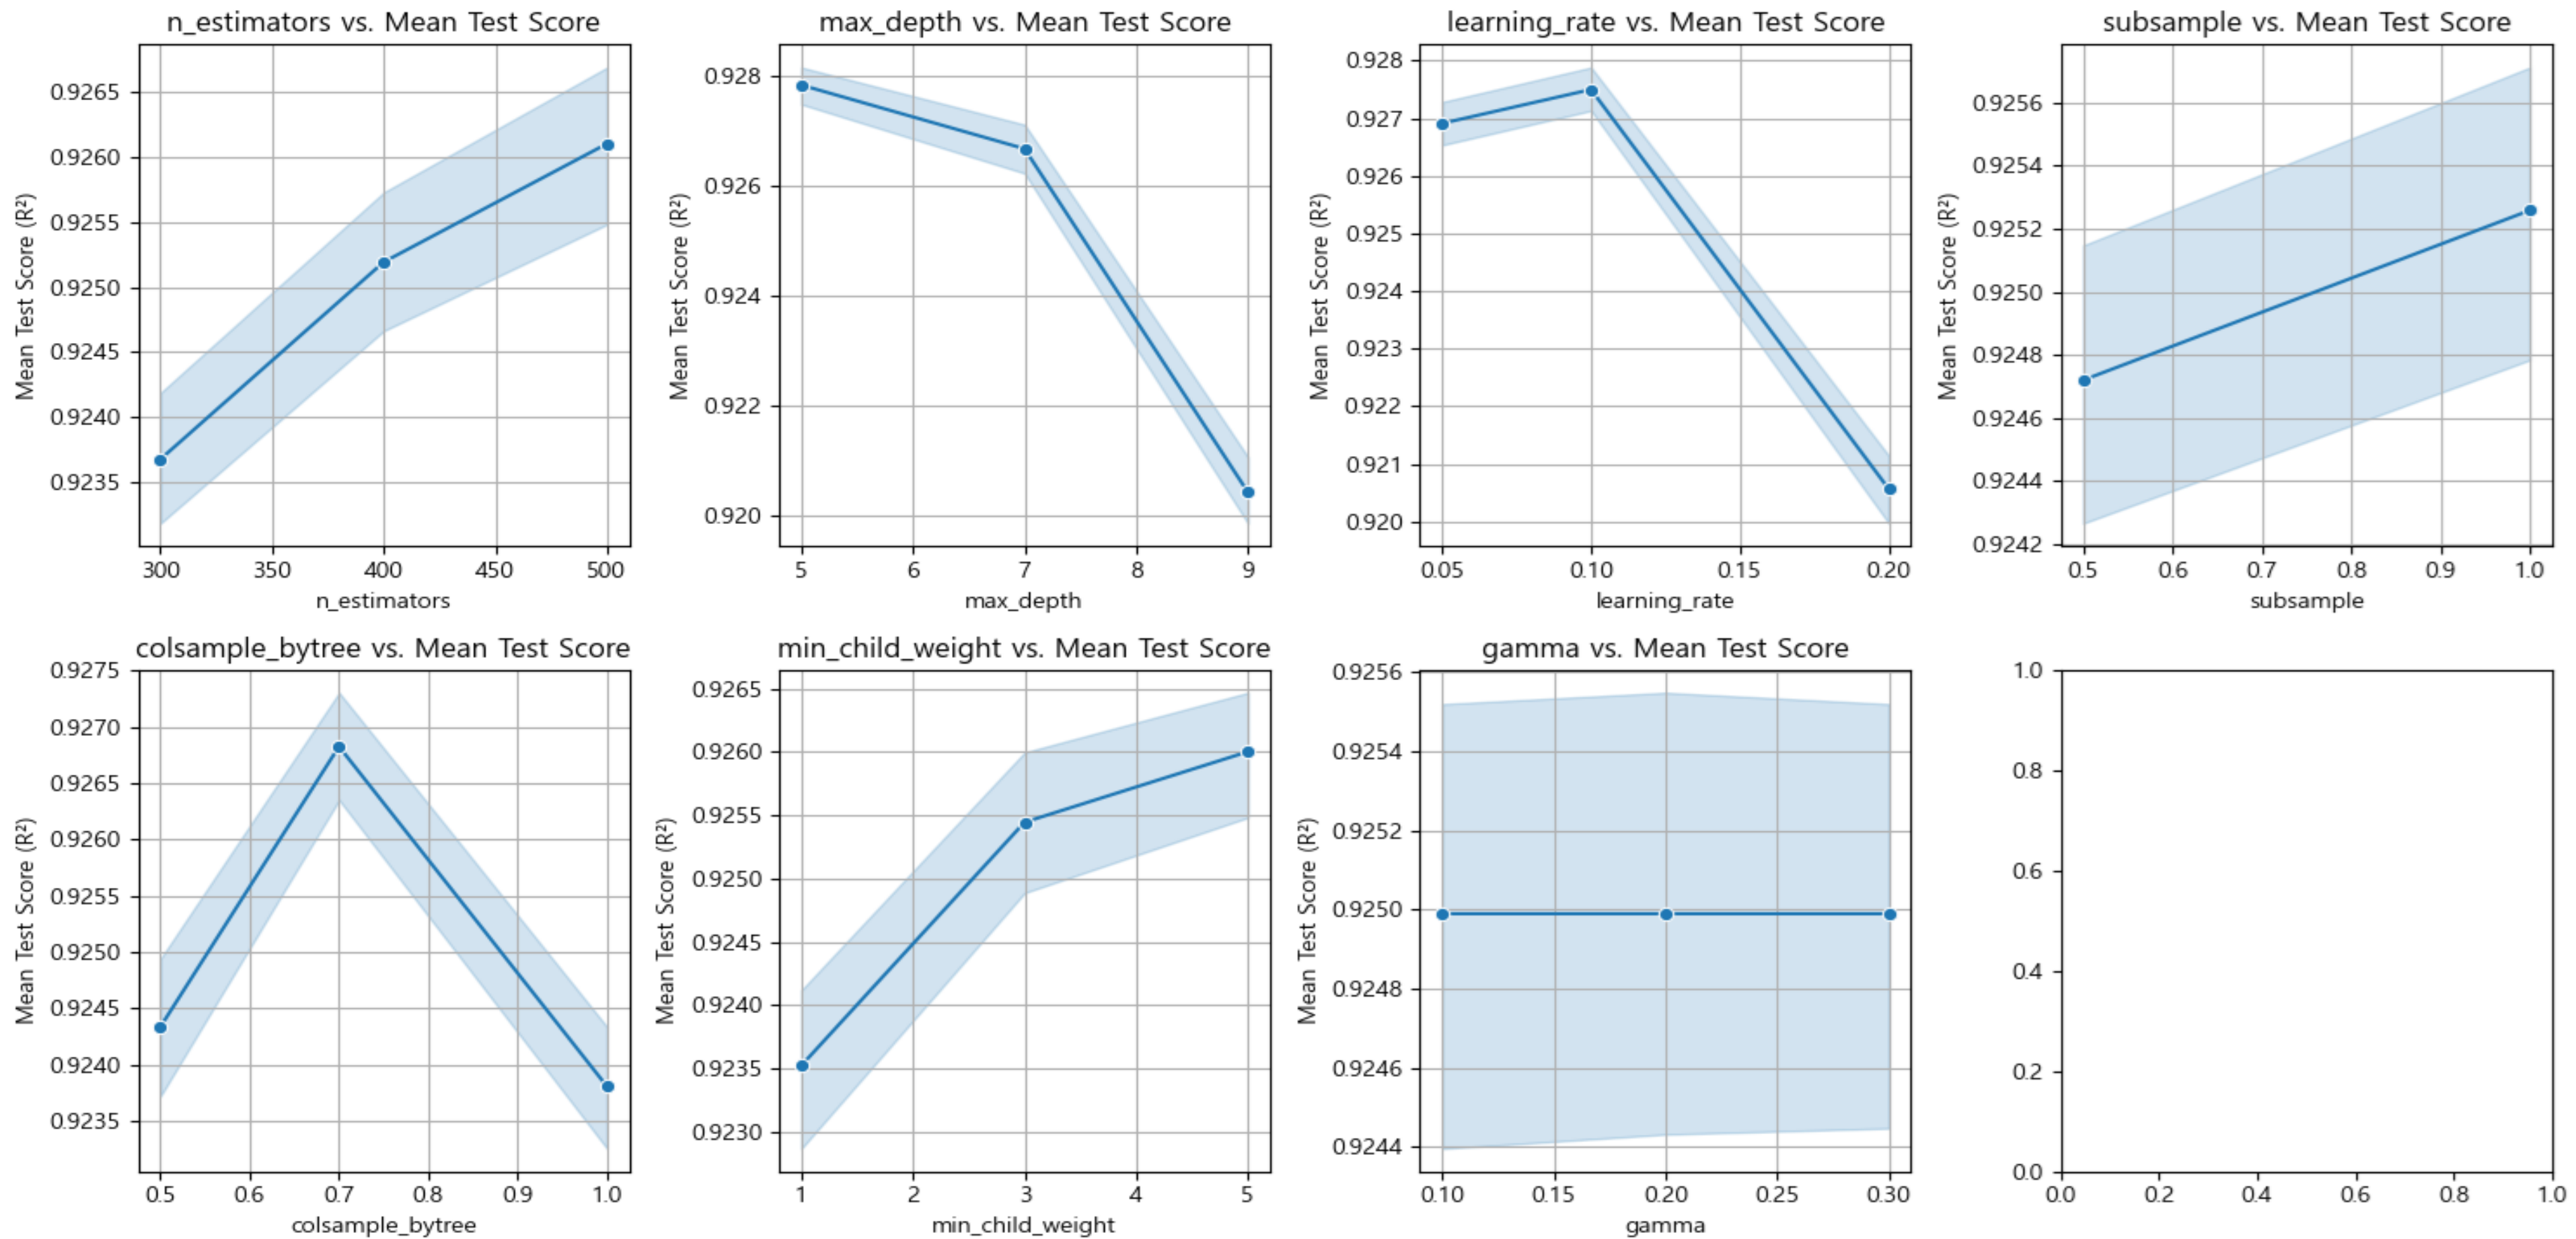 n_estimators vs. Mean Test Score
Mean Test Score (R²)
0.9265
0.9260
0.9255
0.9250
0.9245
0.9240
0.9235
300 350 400 450 500
n_estimators
max_depth vs. Mean Test Score
Mean Test Score (R²)
0.928
0.926
0.924
0.922
0.920
5 6 7 8 9
max_depth
learning_rate vs. Mean Test Score
Mean Test Score (R²)
0.928
0.927
0.926
0.925
0.924
0.923
0.922
0.921
0.920
0.05 0.10 0.15 0.20
learning_rate
subsample vs. Mean Test Score
Mean Test Score (R²)
0.9256
0.9254
0.9252
0.9250
0.9248
0.9246
0.9244
0.9242
0.5 0.6 0.7 0.8 0.9 1.0
subsample
colsample_bytree vs. Mean Test Score
Mean Test Score (R²)
0.9275
0.9270
0.9265
0.9260
0.9255
0.9250
0.9245
0.9240
0.9235
0.5 0.6 0.7 0.8 0.9 1.0
colsample_bytree
min_child_weight vs. Mean Test Score
Mean Test Score (R²)
0.9265
0.9260
0.9255
0.9250
0.9245
0.9240
0.9235
0.9230
1 2 3 4 5
min_child_weight
gamma vs. Mean Test Score
Mean Test Score (R²)
0.9256
0.9254
0.9252
0.9250
0.9248
0.9246
0.9244
0.10 0.15 0.20 0.25 0.30
gamma
1.0
0.8
0.6
0.4
0.2
0.0
0.0 0.2 0.4 0.6 0.8 1.0